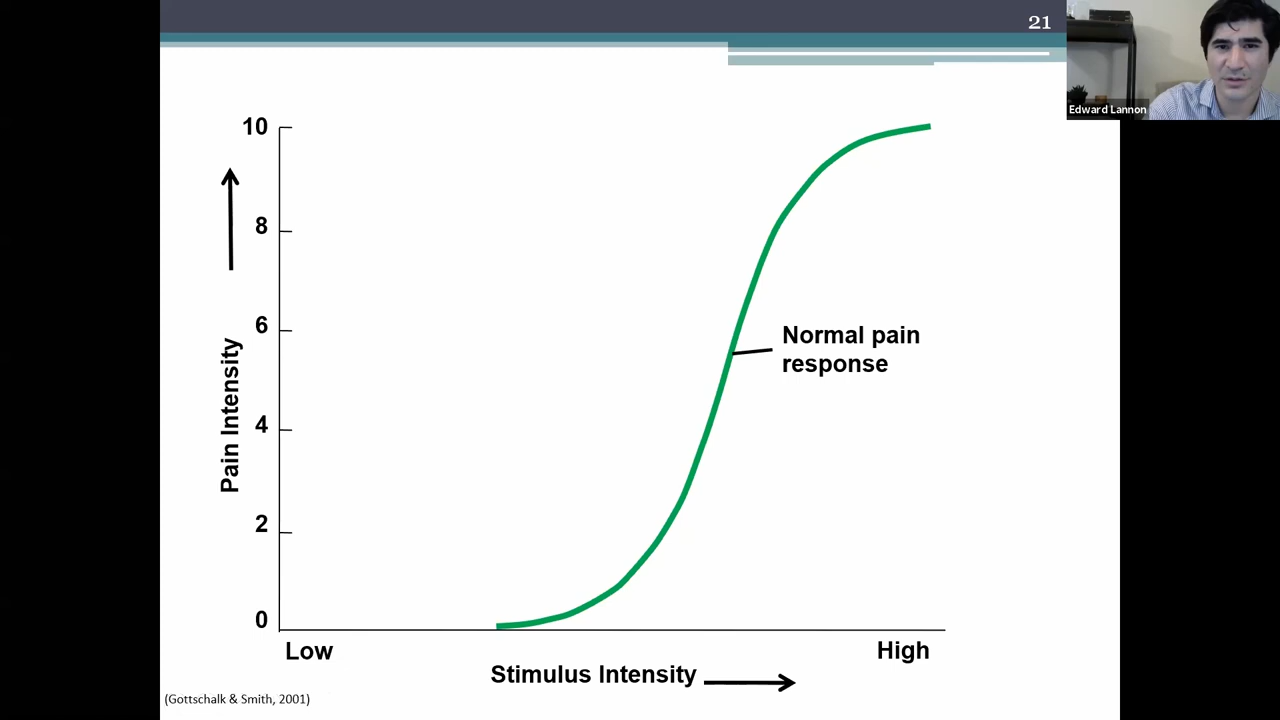 21
Edward Lannon
10
8
6
4
2
0
Pain Intensity
Normal pain
response
Low
High
Stimulus Intensity
(Gottschalk & Smith, 2001)